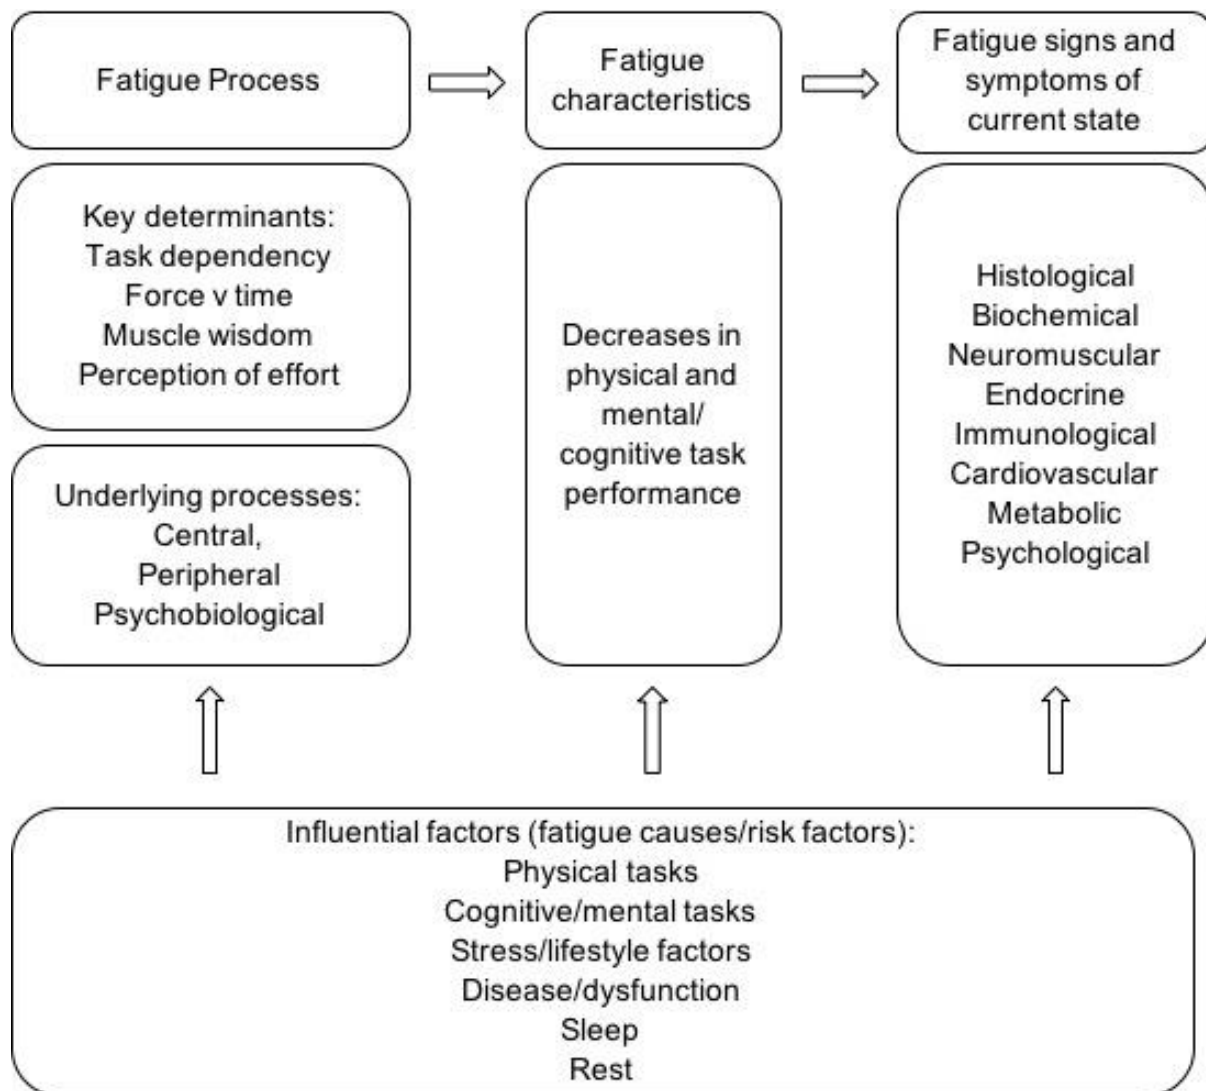 Fatigue Process
Fatigue
characteristics
Fatigue signs and
symptoms of
current state
Key determinants:
Task dependency
Force v time
Muscle wisdom
Perception of effort
Underlying processes:
Central,
Peripheral
Psychobiological
Decreases in
physical and
mental/
cognitive task
performance
Histological
Biochemical
Neuromuscular
Endocrine
Immunological
Cardiovascular
Metabolic
Psychological
Influential factors (fatigue causes/risk factors):
Physical tasks
Cognitive/mental tasks
Stress/lifestyle factors
Disease/dysfunction
Sleep
Rest